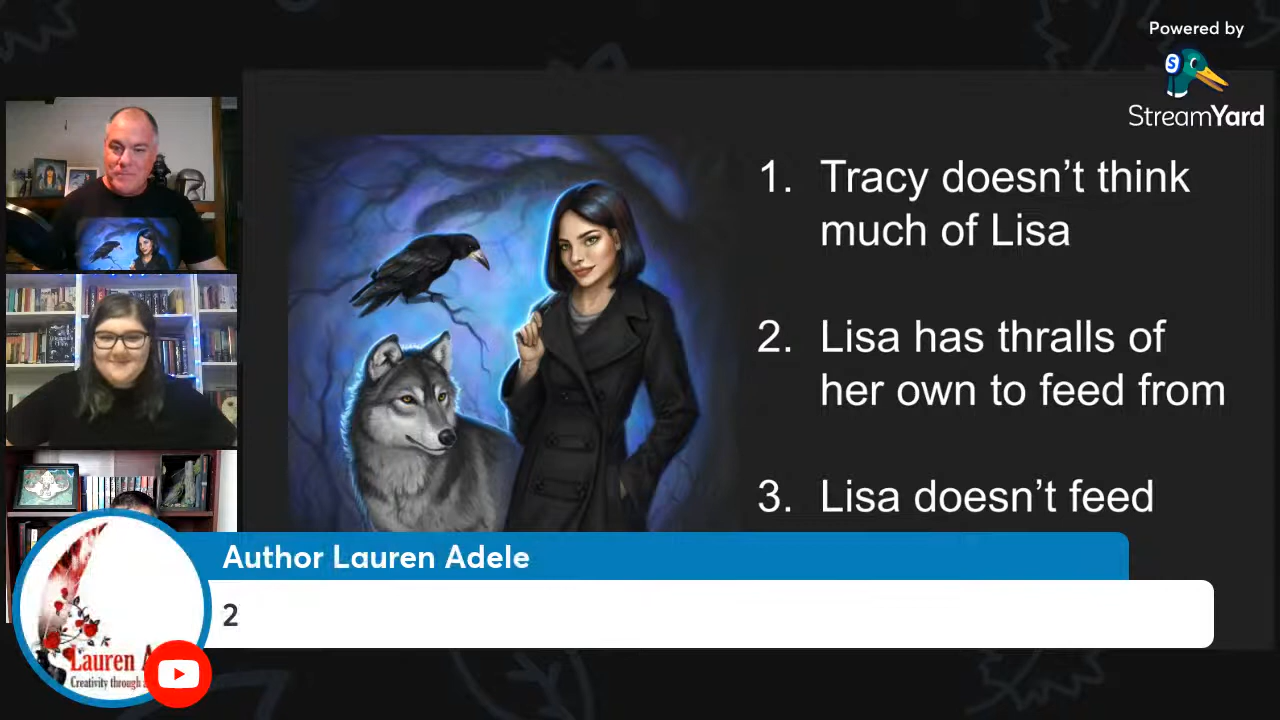 Powered by
StreamYard
1. Tracy doesn't think
much of Lisa
2. Lisa has thralls of
her own to feed from
3. Lisa doesn't feed
Author Lauren Adele
2
Lauren A
Creativity through